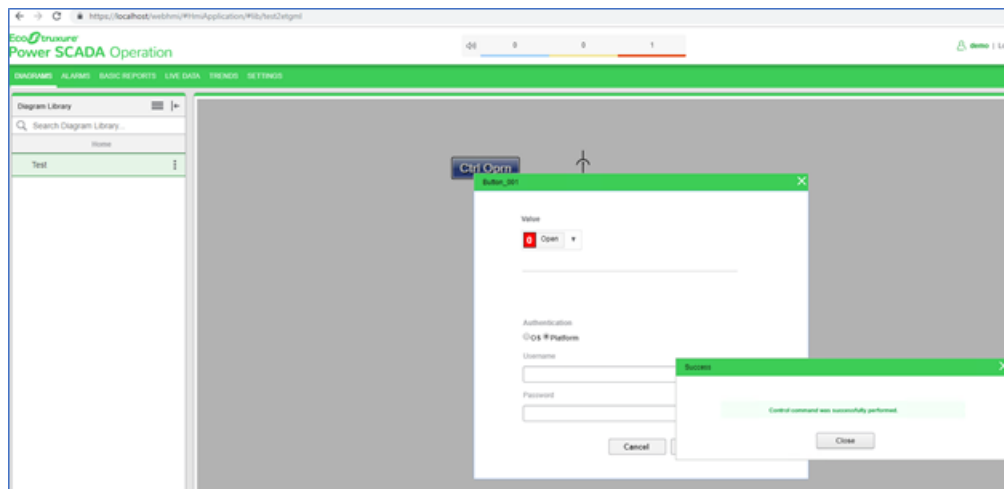 https://localhost/webhmi/#HmiApplication/#lib/test2etgml
EcoStruxure
Power SCADA Operation
0 0 1
demo | Lo
DIAGRAMS ALARMS BASIC REPORTS LIVE DATA TRENDS SETTINGS
Diagram Library
Search Diagram Library...
Home
Test
Ctrl Oprn
Button_001
Value
0 Open
Authentication
OS Platform
Username
Password
Cancel
Success
Control command was successfully performed.
Close